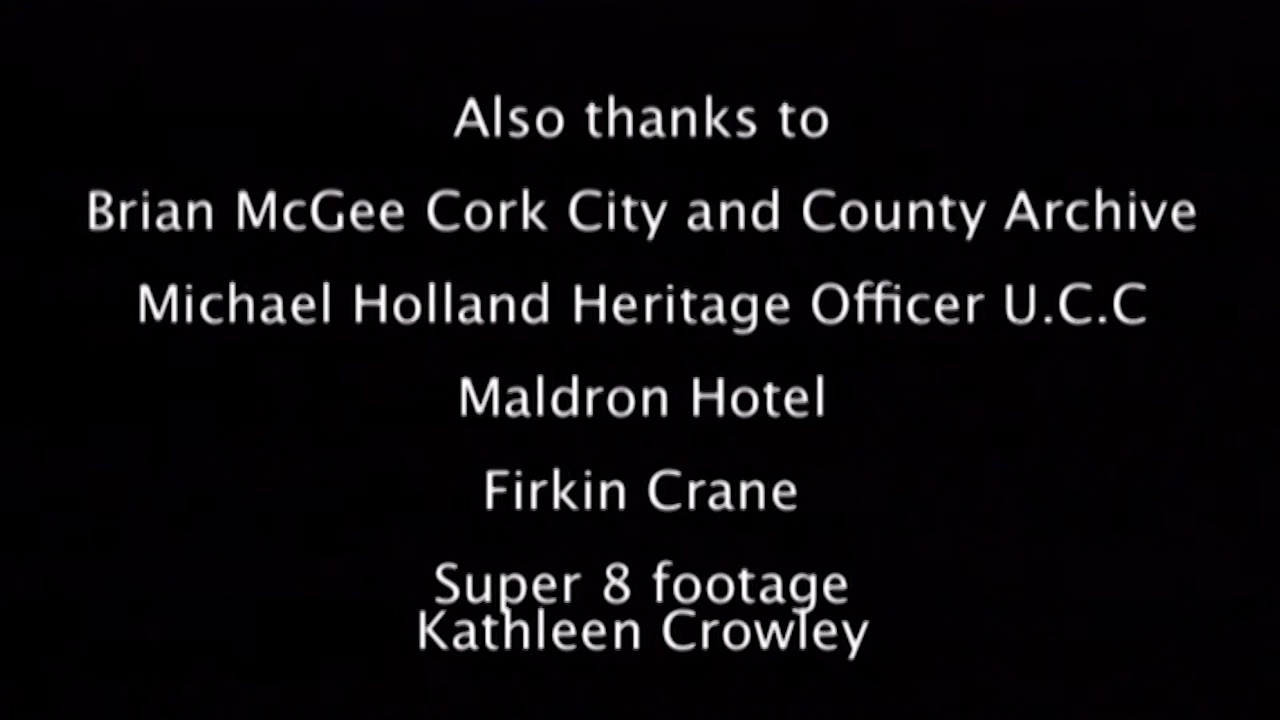 Also thanks to
Brian McGee Cork City and County Archive
Michael Holland Heritage Officer U.C.C
Maldron Hotel
Firkin Crane
Super 8 footage
Kathleen Crowley